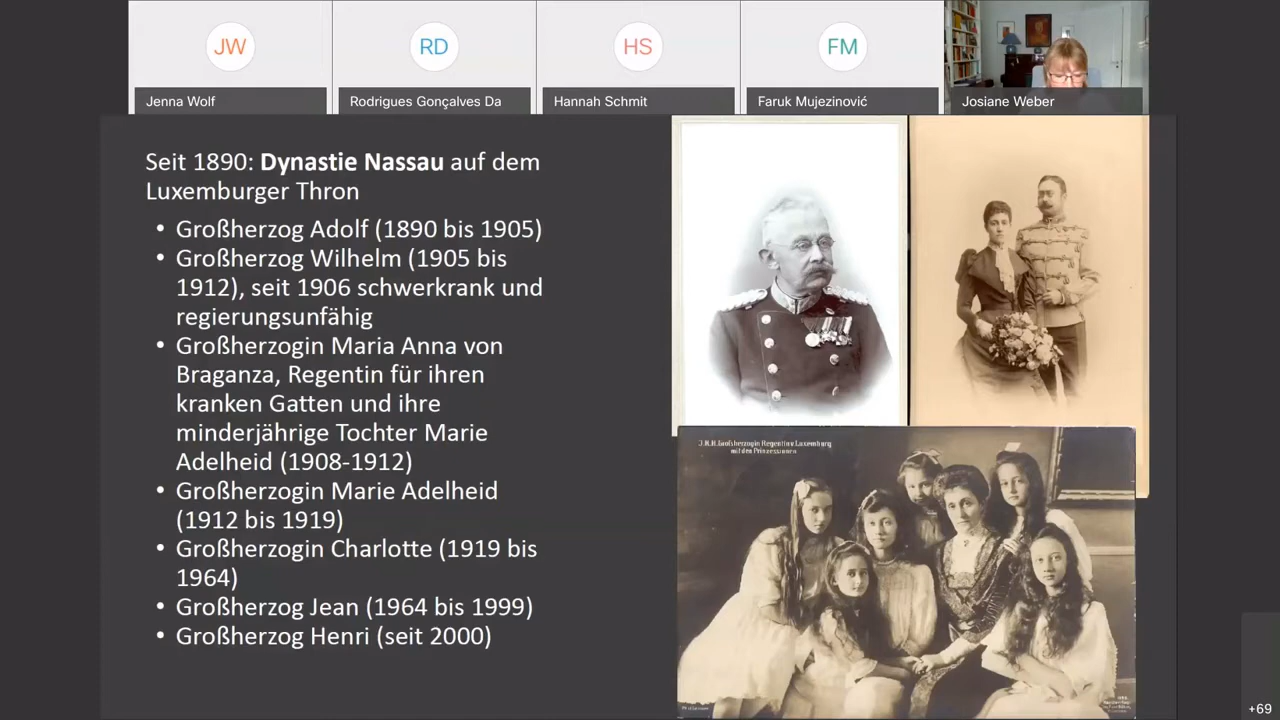 JW
RD
HS
FM
Jenna Wolf
Rodrigues Gonçalves Da
Hannah Schmit
Faruk Mujezinović
Josiane Weber
Seit 1890: Dynastie Nassau auf dem
Luxemburger Thron
• Großherzog Adolf (1890 bis 1905)
• Großherzog Wilhelm (1905 bis
1912), seit 1906 schwerkrank und
regierungsunfähig
• Großherzogin Maria Anna von
Braganza, Regentin für ihren
kranken Gatten und ihre
minderjährige Tochter Marie
Adelheid (1908-1912)
• Großherzogin Marie Adelheid
(1912 bis 1919)
• Großherzogin Charlotte (1919 bis
1964)
• Großherzog Jean (1964 bis 1999)
• Großherzog Henri (seit 2000)
I.K.H. Großherzogin Regentin v. Luxemburg
mit den Prinzessinnen
+69